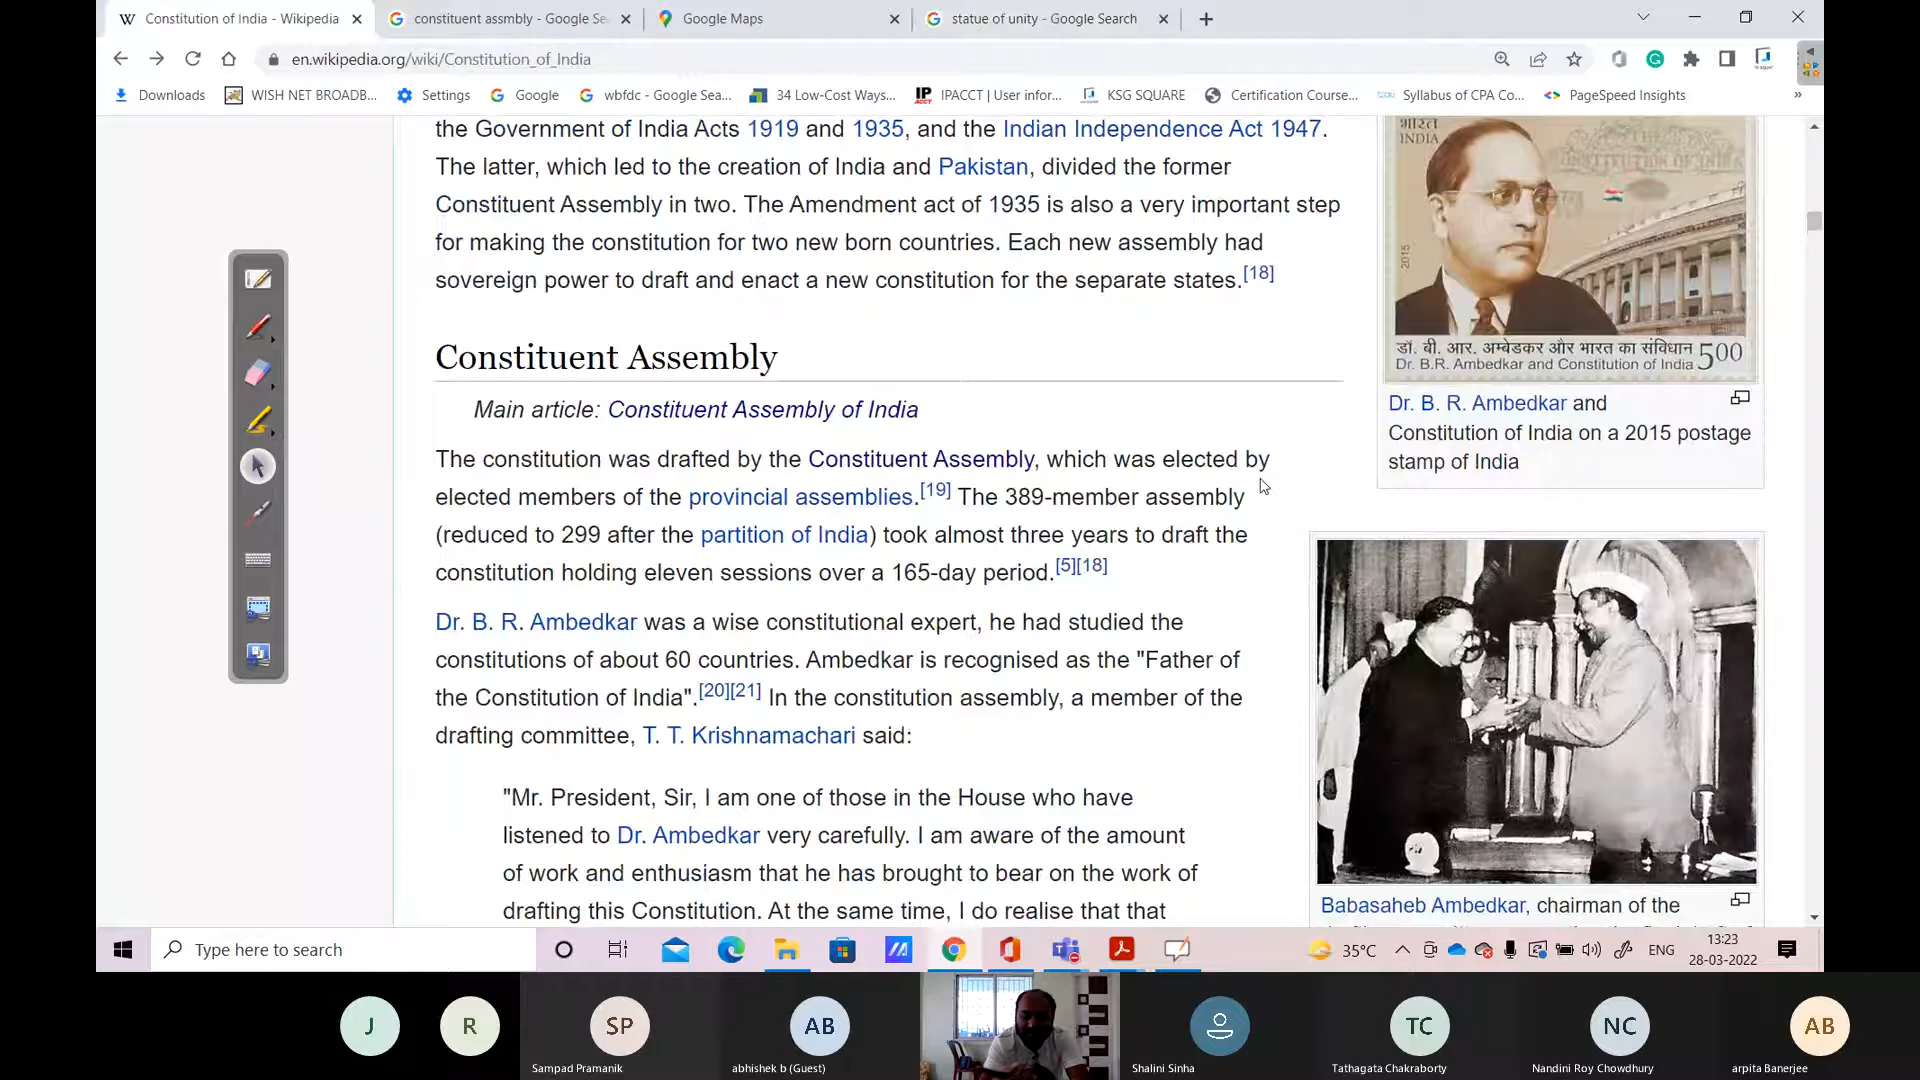 Constitution of India - Wikipedia
constituent assmbly - Google Se
Google Maps
statue of unity - Google Search
en.wikipedia.org/wiki/Constitution_of_India
Downloads
WISH NET BROADB...
Settings
Google
wbfdc - Google Sea...
34 Low-Cost Ways...
IPACCT | User infor...
KSG SQUARE
Certification Course...
Syllabus of CPA Co...
PageSpeed Insights
the Government of India Acts 1919 and 1935, and the Indian Independence Act 1947.
The latter, which led to the creation of India and Pakistan, divided the former
Constituent Assembly in two. The Amendment act of 1935 is also a very important step
for making the constitution for two new born countries. Each new assembly had
sovereign power to draft and enact a new constitution for the separate states.[18]
Constituent Assembly
Main article: Constituent Assembly of India
The constitution was drafted by the Constituent Assembly, which was elected by
elected members of the provincial assemblies.[19] The 389-member assembly
(reduced to 299 after the partition of India) took almost three years to draft the
constitution holding eleven sessions over a 165-day period.[5][18]
Dr. B. R. Ambedkar was a wise constitutional expert, he had studied the
constitutions of about 60 countries. Ambedkar is recognised as the "Father of
the Constitution of India".[20][21] In the constitution assembly, a member of the
drafting committee, T. T. Krishnamachari said:
"Mr. President, Sir, I am one of those in the House who have
listened to Dr. Ambedkar very carefully. I am aware of the amount
of work and enthusiasm that he has brought to bear on the work of
drafting this Constitution. At the same time, I do realise that that
भारत
INDIA
2015
डॉ. बी. आर. अम्बेडकर और भारत का संविधान 500
Dr. B.R. Ambedkar and Constitution of India
Dr. B. R. Ambedkar and
Constitution of India on a 2015 postage
stamp of India
Babasaheb Ambedkar, chairman of the
Type here to search
35°C
ENG
13:23
28-03-2022
J
R
SP
AB
TC
NC
AB
Sampad Pramanik
abhishek b (Guest)
Shalini Sinha
Tathagata Chakraborty
Nandini Roy Chowdhury
arpita Banerjee